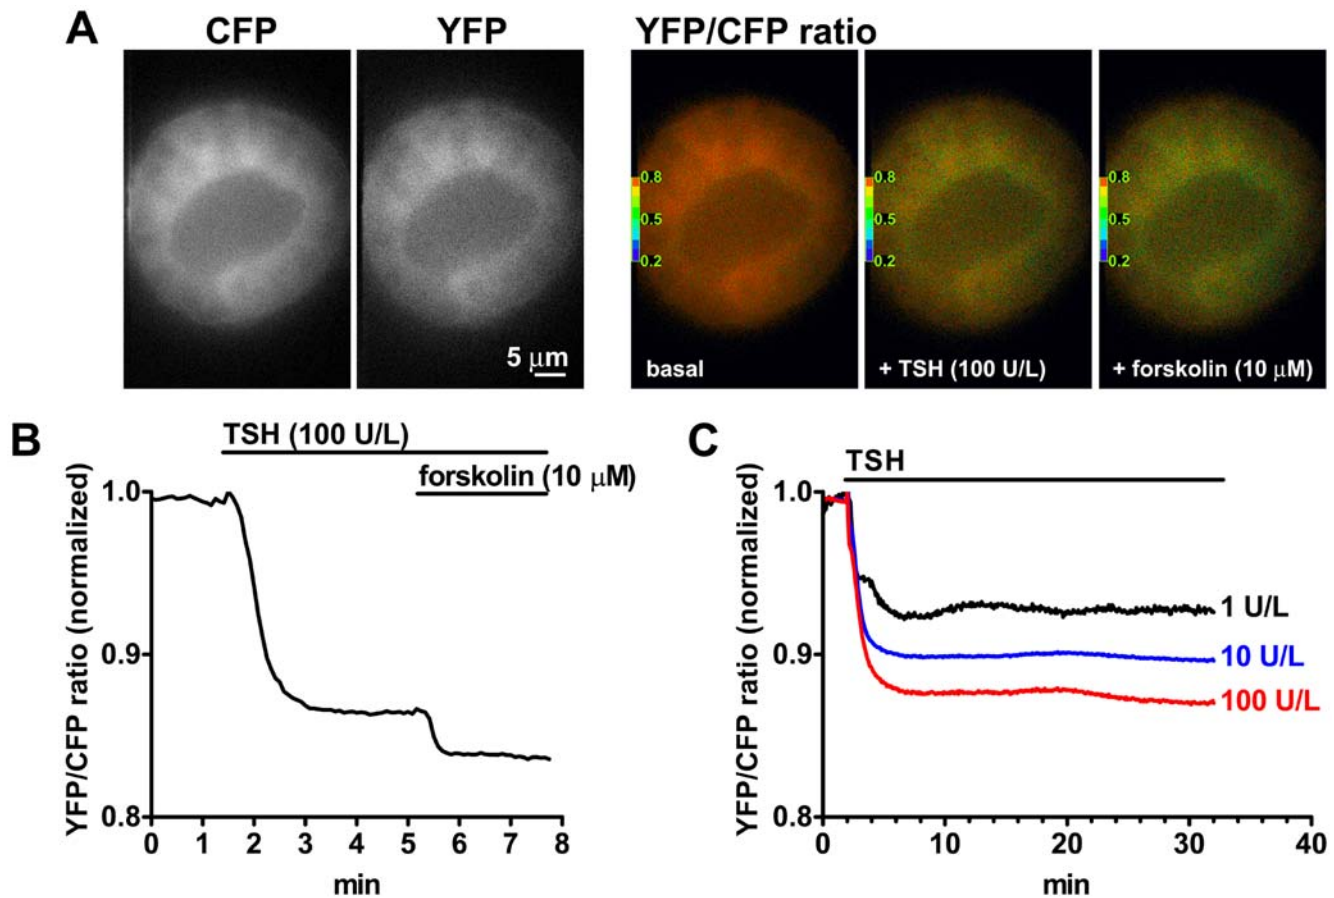 A
CFP
YFP
YFP/CFP ratio
5 μm
0.8
0.5
0.2
basal
0.8
0.5
0.2
+ TSH (100 U/L)
0.8
0.5
0.2
+ forskolin (10 μM)
B
TSH (100 U/L)
forskolin (10 μM)
YFP/CFP ratio (normalized)
1.0
0.9
0.8
0 1 2 3 4 5 6 7 8
min
C
TSH
YFP/CFP ratio (normalized)
1.0
0.9
0.8
1 U/L
10 U/L
100 U/L
0 10 20 30 40
min